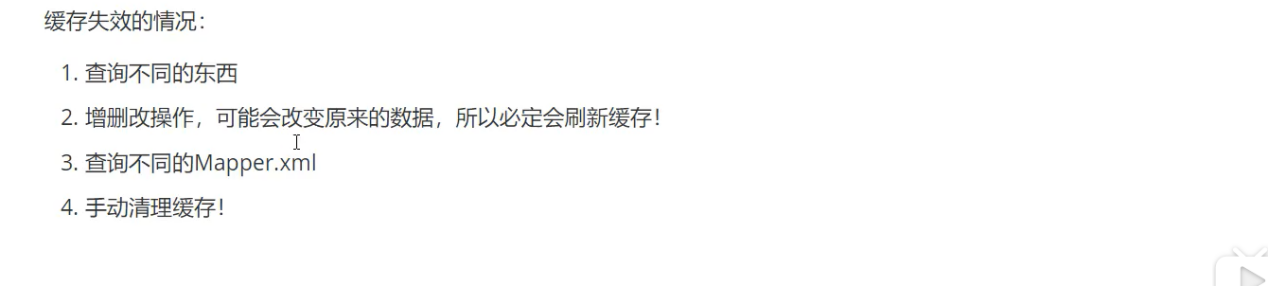 缓存失效的情况：
1. 查询不同的东西
2. 增删改操作，可能会改变原来的数据，所以必定会刷新缓存！
3. 查询不同的Mapper.xml
4. 手动清理缓存！